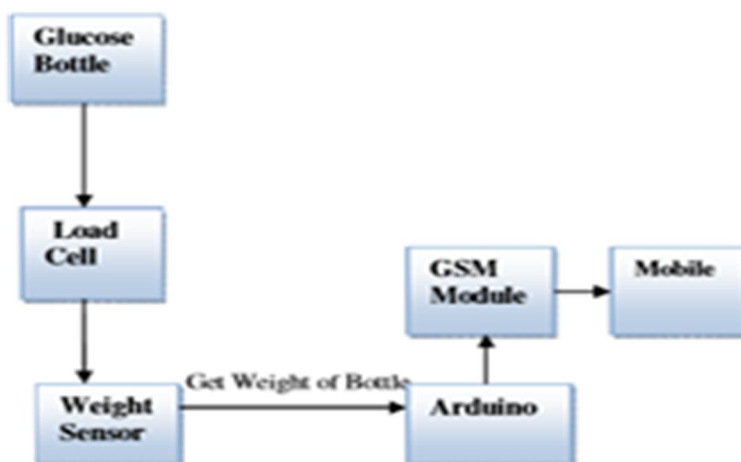 Glucose
Bottle
Load
Cell
GSM
Module
Mobile
Get Weight of Bottle
Weight
Sensor
Arduino